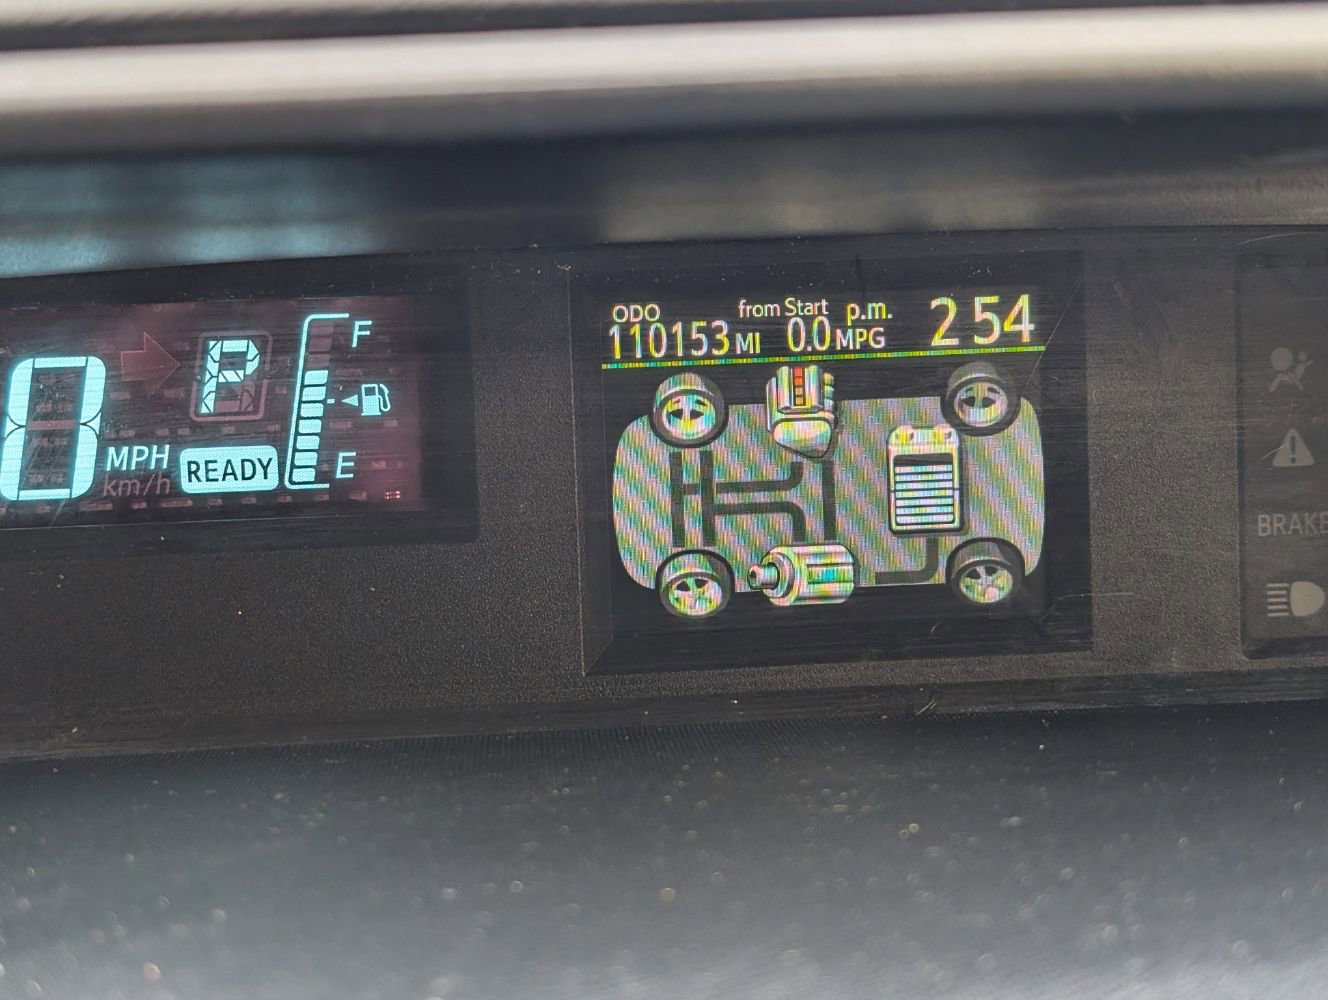 0 MPH
km/h
P
READY
F
E
ODO
110153 MI
from Start
0.0 MPG
p.m. 2 54
BRAKE